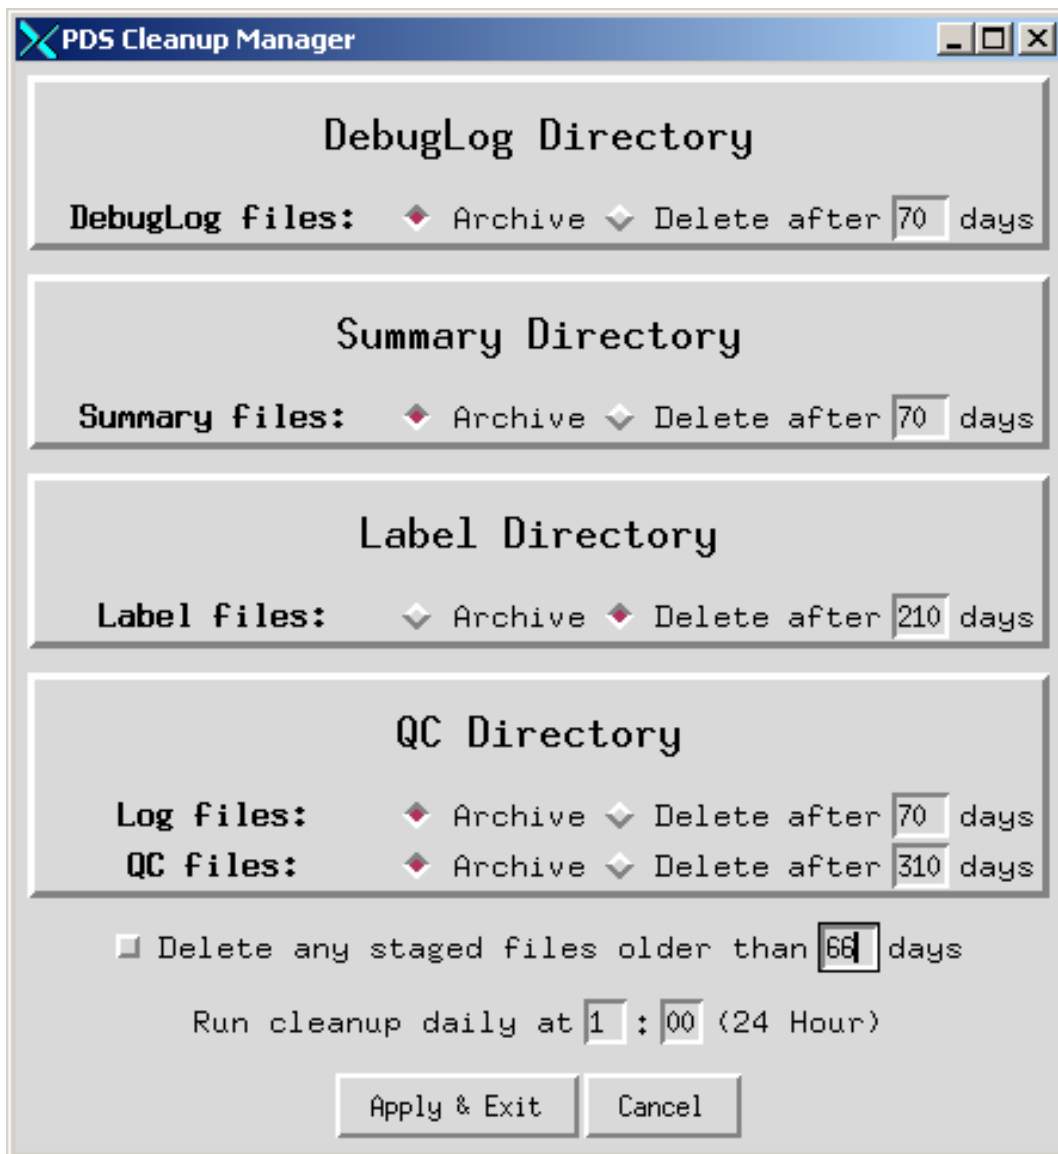 PDS Cleanup Manager
DebugLog Directory
DebugLog files: Archive Delete after 70 days
Summary Directory
Summary files: Archive Delete after 70 days
Label Directory
Label files: Archive Delete after 210 days
QC Directory
Log files: Archive Delete after 70 days
QC files: Archive Delete after 310 days
Delete any staged files older than 66 days
Run cleanup daily at 1 : 00 (24 Hour)
Apply & Exit Cancel